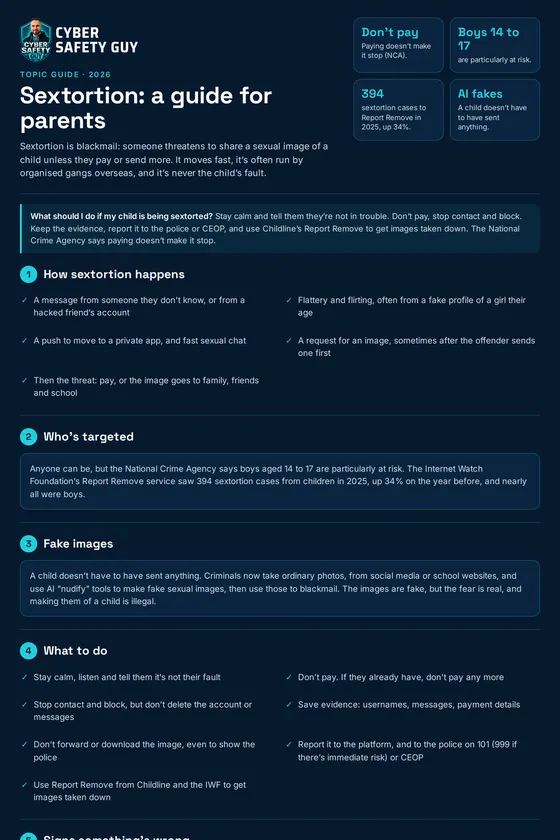 CYBER
SAFETY
GUY
CYBER
SAFETY GUY
TOPIC GUIDE · 2026
Sextortion: a guide for
parents
Sextortion is blackmail: someone threatens to share a sexual image of a
child unless they pay or send more. It moves fast, it's often run by
organised gangs overseas, and it's never the child's fault.
Don't pay
Paying doesn't make
it stop (NCA).
Boys 14 to
17
are particularly at risk.
394
sextortion cases to
Report Remove in
2025, up 34%.
AI fakes
A child doesn't have
to have sent
anything.
What should I do if my child is being sextorted? Stay calm and tell them they're not in trouble. Don't pay, stop contact and block.
Keep the evidence, report it to the police or CEOP, and use Childline's Report Remove to get images taken down. The National
Crime Agency says paying doesn't make it stop.
1 How sextortion happens
✓ A message from someone they don't know, or from a
hacked friend's account
✓ Flattery and flirting, often from a fake profile of a girl their
age
✓ A push to move to a private app, and fast sexual chat
✓ A request for an image, sometimes after the offender sends
one first
✓ Then the threat: pay, or the image goes to family, friends
and school
2 Who's targeted
Anyone can be, but the National Crime Agency says boys aged 14 to 17 are particularly at risk. The Internet Watch
Foundation's Report Remove service saw 394 sextortion cases from children in 2025, up 34% on the year before, and nearly
all were boys.
3 Fake images
A child doesn't have to have sent anything. Criminals now take ordinary photos, from social media or school websites, and
use AI "nudify" tools to make fake sexual images, then use those to blackmail. The images are fake, but the fear is real, and
making them of a child is illegal.
4 What to do
✓ Stay calm, listen and tell them it's not their fault
✓ Don't pay. If they already have, don't pay any more
✓ Stop contact and block, but don't delete the account or
messages
✓ Save evidence: usernames, messages, payment details
✓ Don't forward or download the image, even to show the
police
✓ Report it to the platform, and to the police on 101 (999 if
there's immediate risk) or CEOP
✓ Use Report Remove from Childline and the IWF to get
images taken down
5 Signs something's wrong